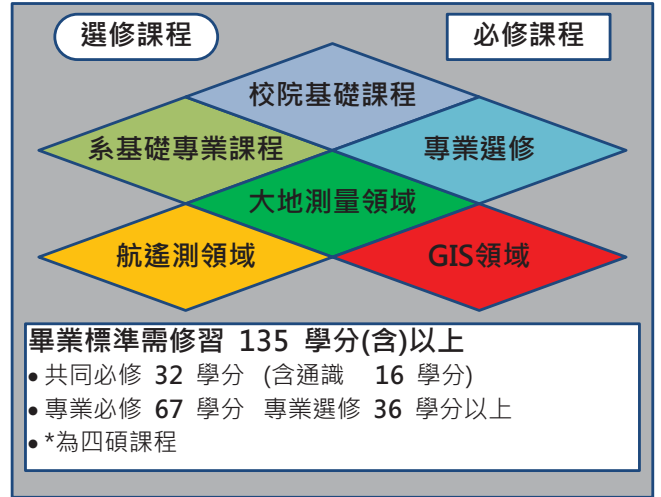 選修課程 必修課程
校院基礎課程
系基礎專業課程 專業選修
大地測量領域
航遙測領域 GIS領域
畢業標準需修習 135 學分(含)以上
•共同必修 32 學分 (含通識 16 學分)
•專業必修 67 學分 專業選修 36 學分以上
•*為四碩課程